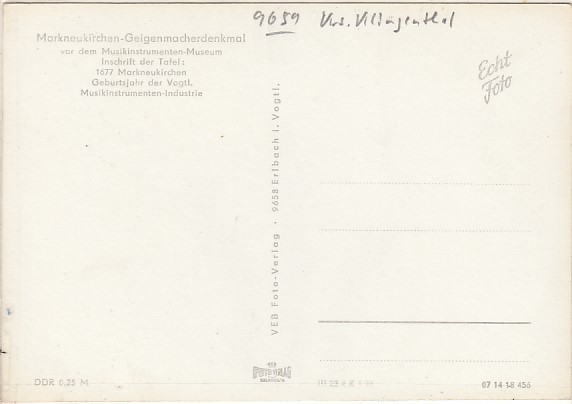 9659 Krs. Klingenthal
Markneukirchen-Geigenmacherdenkmal
vor dem Musikinstrumenten-Museum
Inschrift der Tafel:
1677 Markneukirchen
Geburtsjahr der Vogtl.
Musikinstrumenten-Industrie
Echt
Foto
VEB Foto-Verlag · 9658 Erlbach i. Vogtl.
DDR 0,25 M
07 14 18 456